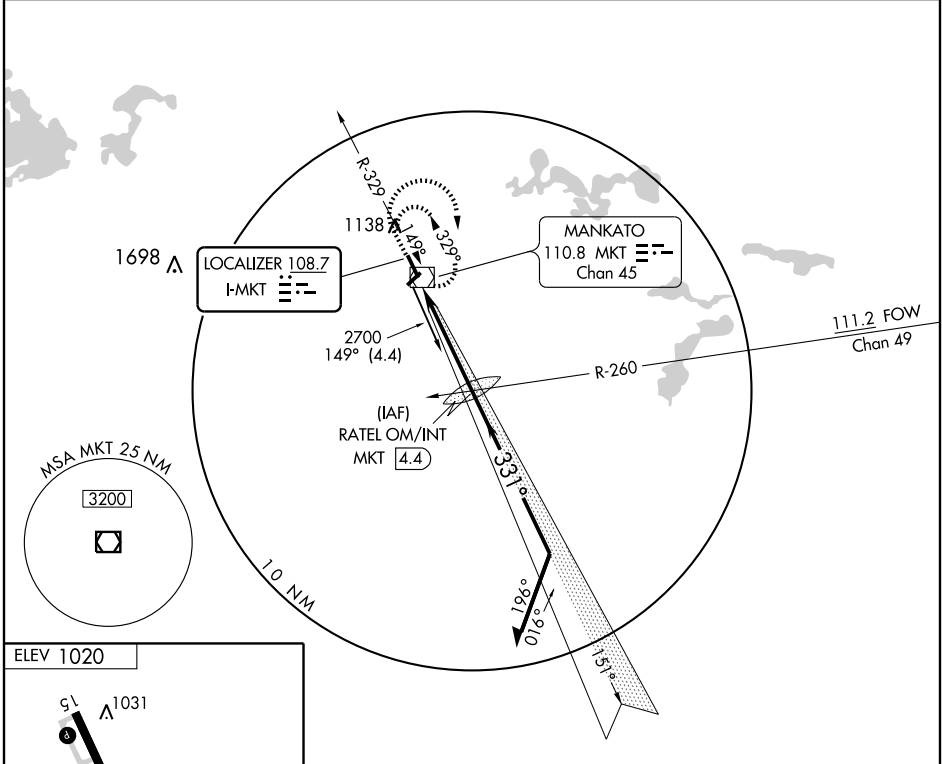 R-329
1138
149°
329°
1698
LOCALIZER 108.7
I-MKT
MANKATO
110.8 MKT
Chan 45
2700
149° (4.4)
111.2 FOW
Chan 49
R-260
(IAF)
RATEL OM/INT
MKT 4.4
331°
MSA MKT 25 NM
3200
10 NM
196°
016°
151°
ELEV 1020
15
1031
P